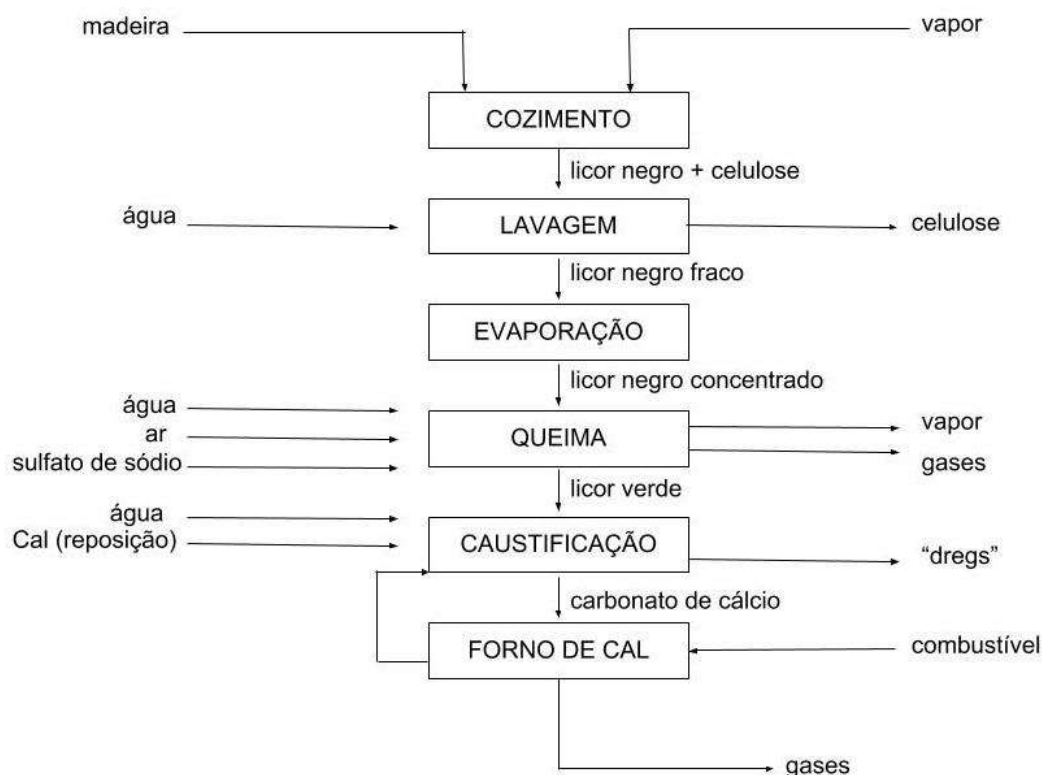 madeira
vapor
COZIMENTO
licor negro + celulose
água
LAVAGEM
celulose
licor negro fraco
EVAPORAÇÃO
licor negro concentrado
água
ar
sulfato de sódio
QUEIMA
vapor
gases
licor verde
água
Cal (reposição)
CAUSTIFICAÇÃO
“dregs”
carbonato de cálcio
FORNO DE CAL
combustível
gases